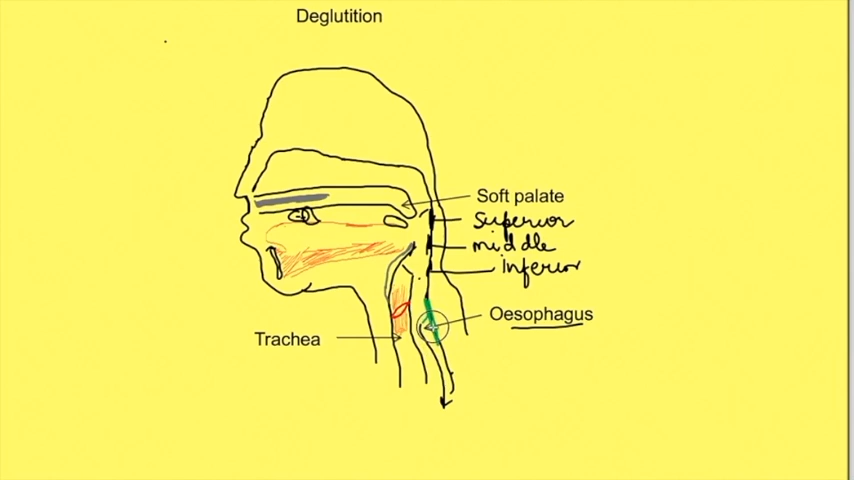 Deglutition
Soft palate
Superior
middle
Inferior
Oesophagus
Trachea